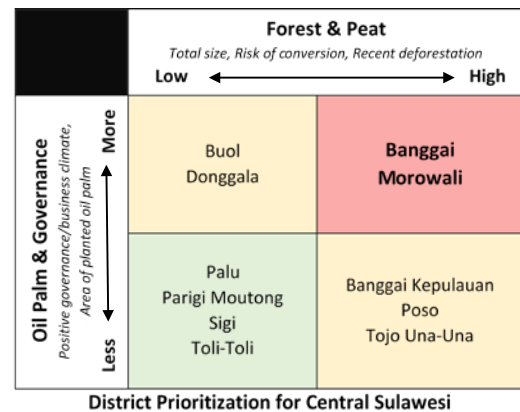 Forest & Peat
Total size, Risk of conversion, Recent deforestation
Low High
Oil Palm & Governance
Positive governance/business climate,
Area of planted oil palm
More
Less
Buol
Donggala
Banggai
Morowali
Palu
Parigi Moutong
Sigi
Toli-Toli
Banggai Kepulauan
Poso
Tojo Una-Una
District Prioritization for Central Sulawesi